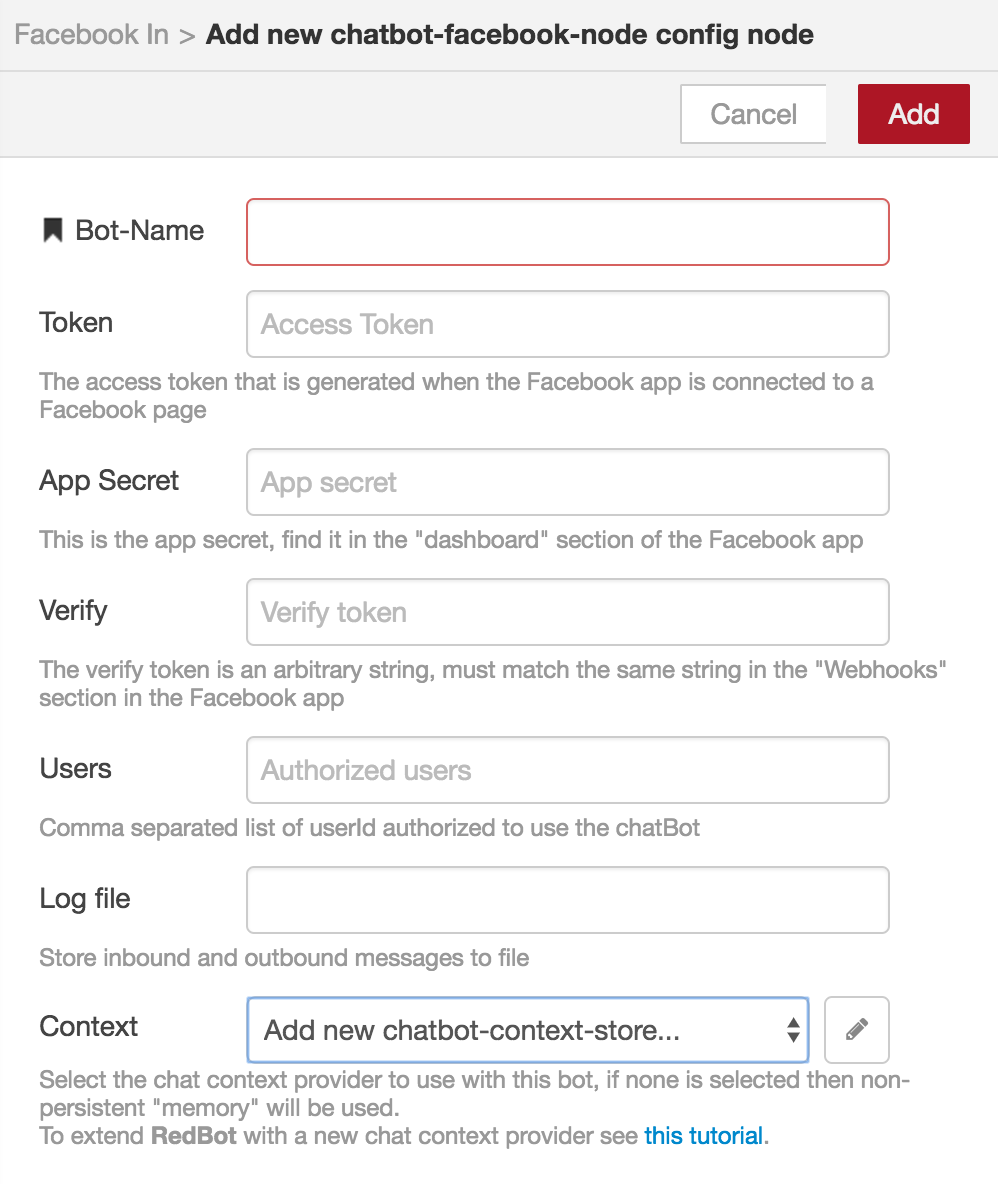 Facebook In > Add new chatbot-facebook-node config node
Cancel
Add
Bot-Name
Token
Access Token
The access token that is generated when the Facebook app is connected to a
Facebook page
App Secret
App secret
This is the app secret, find it in the "dashboard" section of the Facebook app
Verify
Verify token
The verify token is an arbitrary string, must match the same string in the "Webhooks"
section in the Facebook app
Users
Authorized users
Comma separated list of userId authorized to use the chatBot
Log file
Store inbound and outbound messages to file
Context
Add new chatbot-context-store...
Select the chat context provider to use with this bot, if none is selected then non-
persistent "memory" will be used.
To extend RedBot with a new chat context provider see this tutorial.